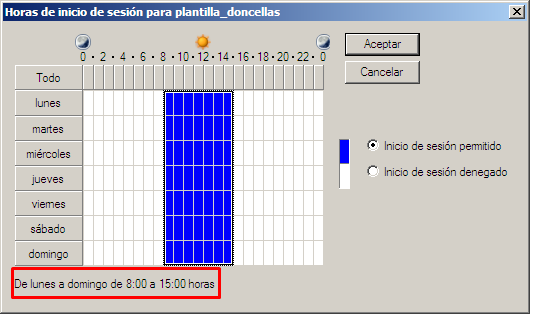 Horas de inicio de sesión para plantilla_doncellas
Aceptar
Cancelar
0 · 2 · 4 · 6 · 8 · 10 · 12 · 14 · 16 · 18 · 20 · 22 · 0
Todo
lunes
martes
miércoles
jueves
viernes
sábado
domingo
Inicio de sesión pemitido
Inicio de sesión denegado
De lunes a domingo de 8:00 a 15:00 horas